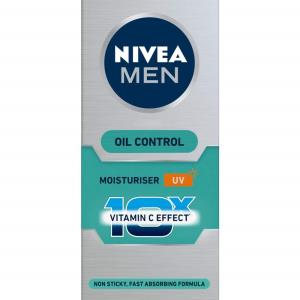 NIVEA
MEN
OIL CONTROL
MOISTURISER UV
10X
VITAMIN C EFFECT*
NON STICKY, FAST ABSORBING FORMULA